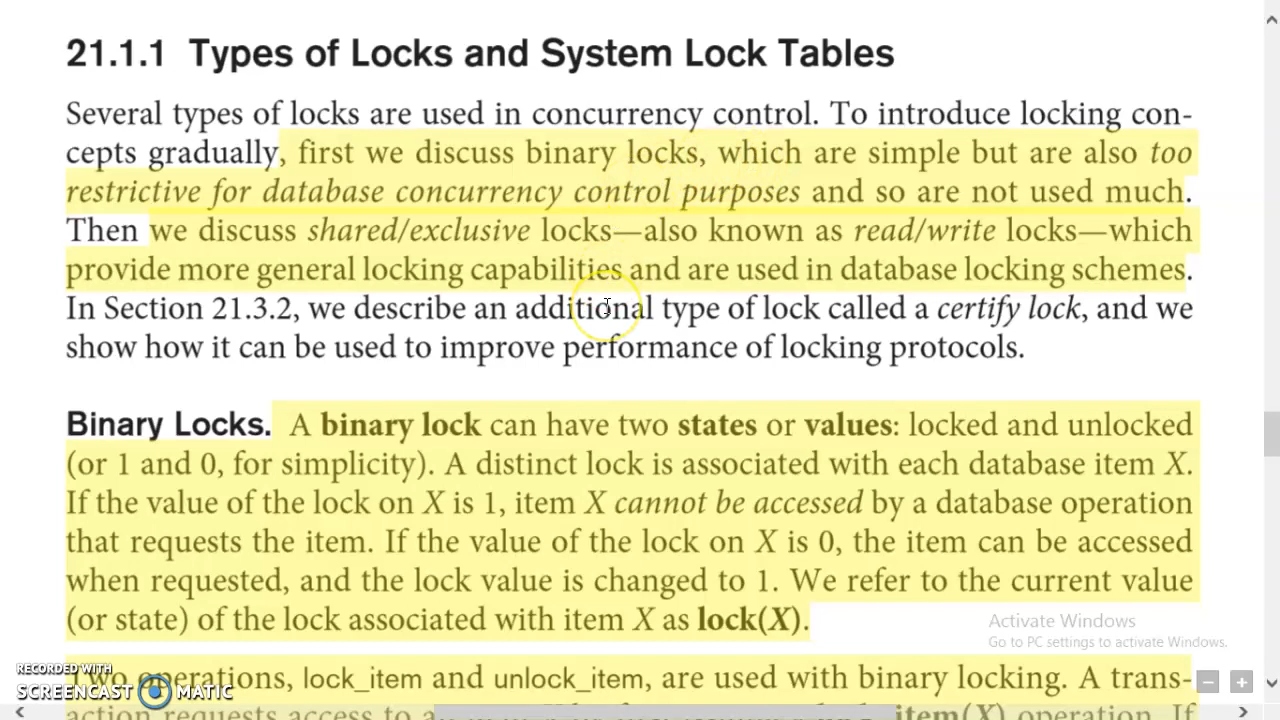 21.1.1 Types of Locks and System Lock Tables
Several types of locks are used in concurrency control. To introduce locking con-
cepts gradually, first we discuss binary locks, which are simple but are also too
restrictive for database concurrency control purposes and so are not used much.
Then we discuss shared/exclusive locks—also known as read/write locks—which
provide more general locking capabilities and are used in database locking schemes.
In Section 21.3.2, we describe an additional type of lock called a certify lock, and we
show how it can be used to improve performance of locking protocols.
Binary Locks. A binary lock can have two states or values: locked and unlocked
(or 1 and 0, for simplicity). A distinct lock is associated with each database item X.
If the value of the lock on X is 1, item X cannot be accessed by a database operation
that requests the item. If the value of the lock on X is 0, the item can be accessed
when requested, and the lock value is changed to 1. We refer to the current value
(or state) of the lock associated with item X as lock(X).
Activate Windows
Go to PC settings to activate Windows.
Two operations, lock_item and unlock_item, are used with binary locking. A trans-
action requests access to an item(X) operation. If
RECORDED WITH
SCREENCAST MATIC